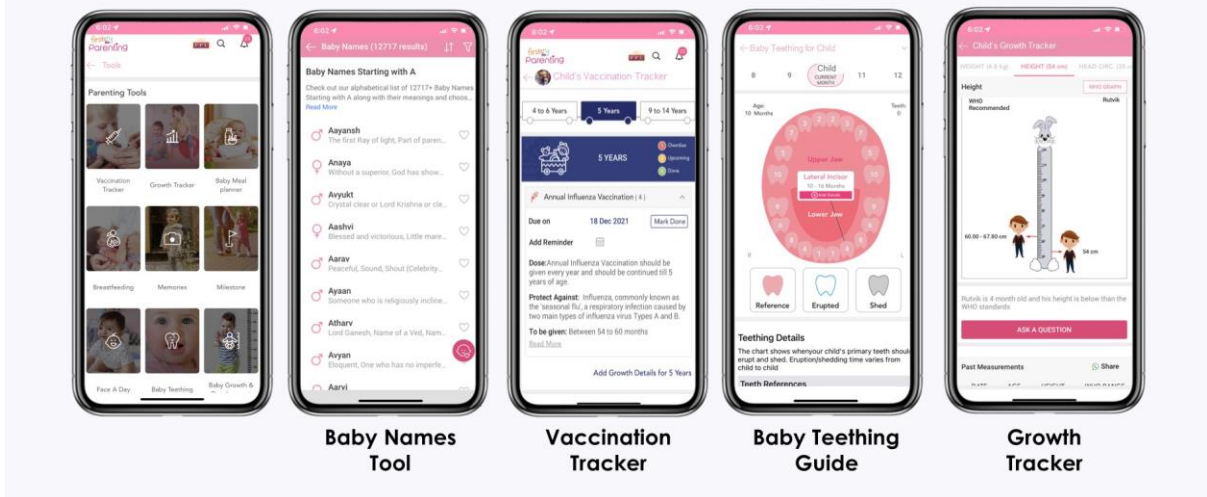 6:02
Parenting
Tools
Parenting Tools
Vaccination
Tracker
Growth Tracker
Baby Meal
planner
Breastfeeding
Memories
Milestone
Face A Day
Baby Teething
Baby Growth &
6:02
Baby Names (12717 results)
Baby Names Starting with A
Check out our alphabetical list of 12717+ Baby Names
Starting with A along with their meanings and choos...
Read More
Aayansh
The first Ray of light, Part of paren...
Anaya
Without a superior, God has show...
Avyukt
Crystal clear or Lord Krishna or cle...
Aashvi
Blessed and victorious, Little mare...
Aarav
Peaceful, Sound, Shout (Celebrity...
Ayaan
Someone who is religiously incline...
Atharv
Lord Ganesh, Name of a Ved, Nam...
Avyan
Eloquent, One who has no imperfe...
Aarvi
Baby Names
Tool
6:02
Parenting
Child's Vaccination Tracker
4 to 6 Years
5 Years
9 to 14 Years
5 YEARS
Overdue
Upcoming
Done
Annual Influenza Vaccination ( 4 )
Due on
18 Dec 2021
Mark Done
Add Reminder
Dose:Annual Influenza Vaccination should be
given every year and should be continued till 5
years of age.
Protect Against: Influenza, commonly known as
the 'seasonal flu', a respiratory infection caused by
two main types of influenza virus Types A and B.
To be given: Between 54 to 60 months
Read More
Add Growth Details for 5 Years
Vaccination
Tracker
6:02
Baby Teething for Child
8
9
Child
CURRENT
MONTH
11
12
Age:
10 Months
Teeth:
0
Upper Jaw
Lateral Incisor
10 - 16 Months
Add Details
Lower Jaw
R
L
Reference
Erupted
Shed
Teething Details
The chart shows whenyour child's primary teeth shoul
erupt and shed. Eruption/shedding time varies from
child to child
Teeth References
Baby Teething
Guide
6:02
Child's Growth Tracker
HEIGHT (54 cm)
HEAD CIRC.
Height
WHO GRAPH
WHO
Recommended
Rutvik
60.00 - 67.80 cm
54 cm
Rutvik is 4 month old and his height is below than the
WHO standards
ASK A QUESTION
Past Measurements
Share
Growth
Tracker